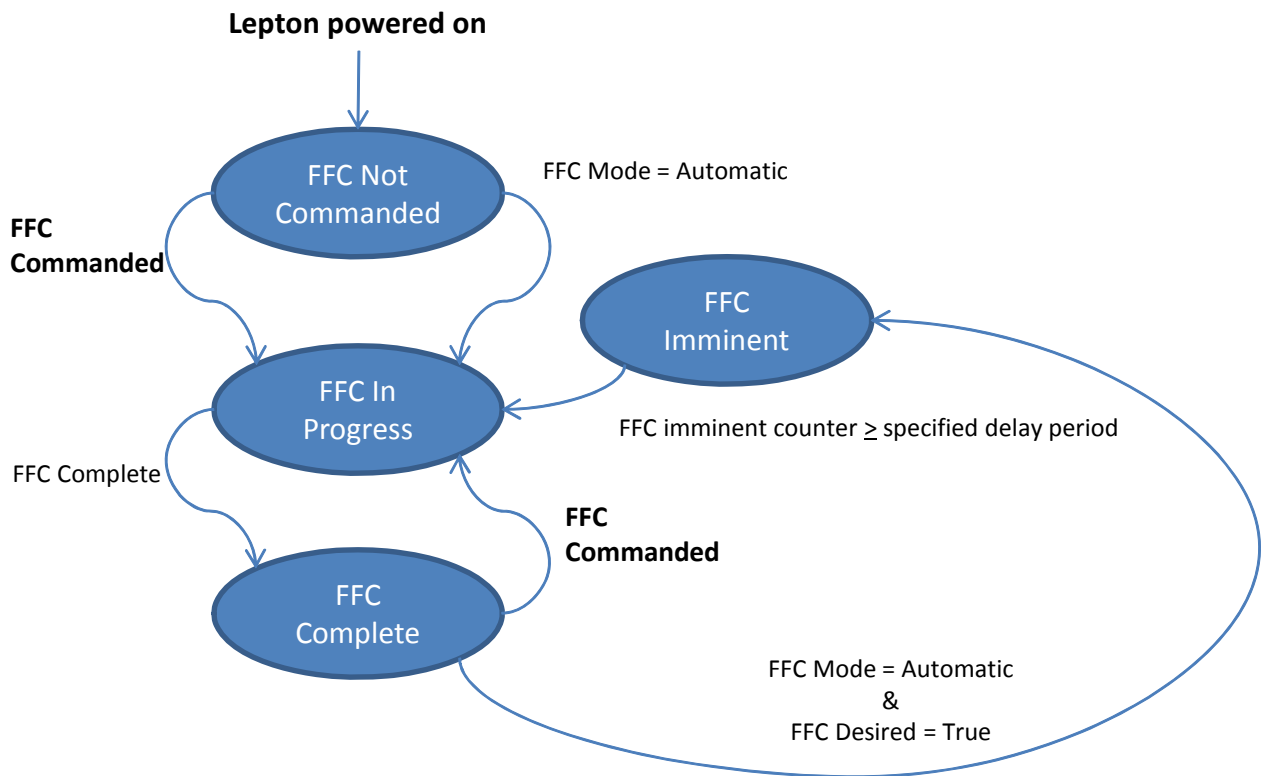 Lepton powered on
FFC Not
Commanded
FFC Mode = Automatic
FFC
Commanded
FFC
Imminent
FFC In
Progress
FFC imminent counter ≥ specified delay period
FFC Complete
FFC
Commanded
FFC
Complete
FFC Mode = Automatic
&
FFC Desired = True